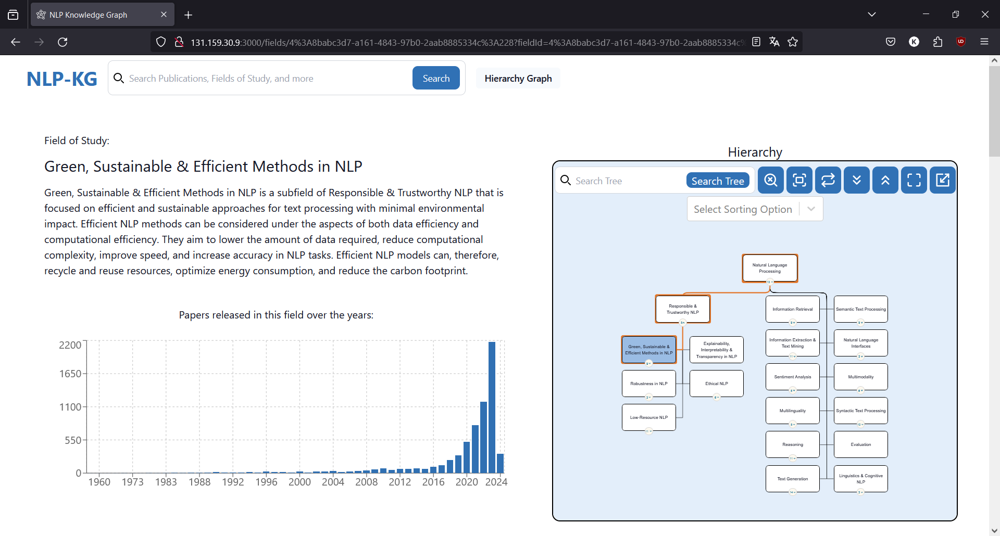 NLP Knowledge Graph
131.159.30.9:3000/fields/4%3A8babc3d7-a161-4843-97b0-2aab8885334c%3A228?fieldId=4%3A8babc3d7-a161-4843-97b0-2aab8885334c%
K
NLP-KG
Search Publications, Fields of Study, and more
Search
Hierarchy Graph
Field of Study:
Green, Sustainable & Efficient Methods in NLP
Green, Sustainable & Efficient Methods in NLP is a subfield of Responsible & Trustworthy NLP that is
focused on efficient and sustainable approaches for text processing with minimal environmental
impact. Efficient NLP methods can be considered under the aspects of both data efficiency and
computational efficiency. They aim to lower the amount of data required, reduce computational
complexity, improve speed, and increase accuracy in NLP tasks. Efficient NLP models can, therefore,
recycle and reuse resources, optimize energy consumption, and reduce the carbon footprint.
Papers released in this field over the years:
2200
1650
1100
550
0
1960 1973 1983 1988 1992 1996 2000 2004 2008 2012 2016 2020 2024
Hierarchy
Search Tree
Search Tree
Select Sorting Option
Natural Language
Processing
Responsible &
Trustworthy NLP
Green, Sustainable &
Efficient Methods in NLP
Explainability,
Interpretability &
Transparency in NLP
Robustness in NLP
Ethical NLP
Low-Resource NLP
Information Retrieval
Semantic Text Processing
Information Extraction &
Text Mining
Natural Language
Interfaces
Sentiment Analysis
Multimodality
Multilinguality
Syntactic Text Processing
Reasoning
Evaluation
Text Generation
Linguistics & Cognitive
NLP